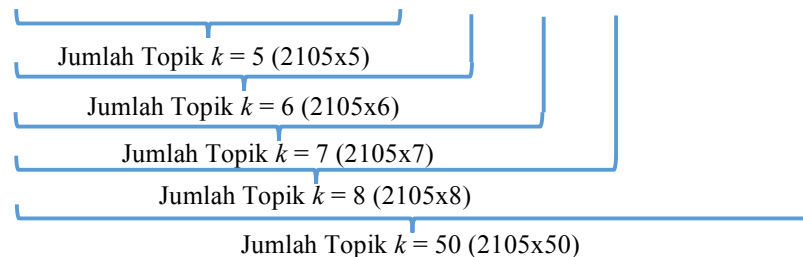 Jumlah Topik k = 5 (2105x5)
Jumlah Topik k = 6 (2105x6)
Jumlah Topik k = 7 (2105x7)
Jumlah Topik k = 8 (2105x8)
Jumlah Topik k = 50 (2105x50)